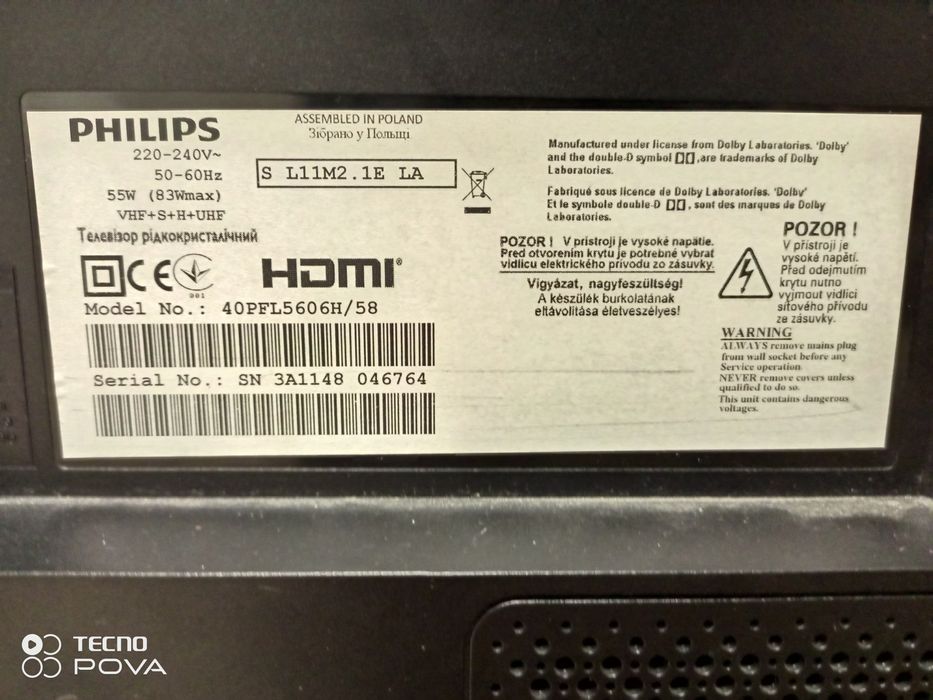 PHILIPS
220-240V~
50-60Hz
55W (83Wmax)
VHF+S+H+UHF
Телевізор рідкокристалічний
ASSEMBLED IN POLAND
Зібрано у Польщі
S L11M2.1E LA
CE
001
HDMI®
Model No.: 40PFL5606H/58
Serial No.: SN 3A1148 046764
Manufactured under license from Dolby Laboratories. 'Dolby'
and the double-D symbol ,are trademarks of Dolby
Laboratories.
Fabriqué sous licence de Dolby Laboratories. 'Dolby'
Et le symbole double-D , sont des marques de Dolby
Laboratories.
POZOR ! V prístroji je vysoké napätie.
Pred otvorením krytu je potrebné vybrať
vidlicu elektrického prívodu zo zásuvky.
Vigyázat, nagyfeszültség!
A készülék burkolatának
eltávolítása életveszélyes!
POZOR !
V přístroji je
vysoké napětí.
Před odejmutím
krytu nutno
vyjmout vidlici
síťového přívodu
ze zásuvky.
WARNING
ALWAYS remove mains plug
from wall socket before any
Service operation
NEVER remove covers unless
qualified to do so.
This unit contains dangerous
voltages.
TECNO
POVA